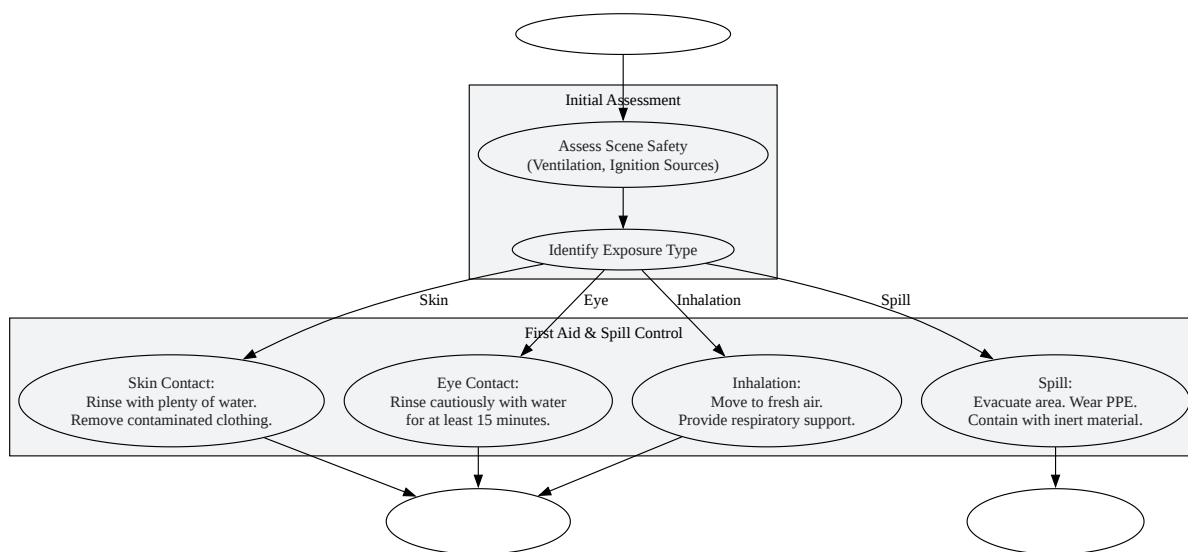 Initial Assessment
Assess Scene Safety
(Ventilation, Ignition Sources)
Identify Exposure Type
Skin
Eye
Inhalation
Spill
First Aid & Spill Control
Skin Contact:
Rinse with plenty of water.
Remove contaminated clothing.
Eye Contact:
Rinse cautiously with water
for at least 15 minutes.
Inhalation:
Move to fresh air.
Provide respiratory support.
Spill:
Evacuate area. Wear PPE.
Contain with inert material.